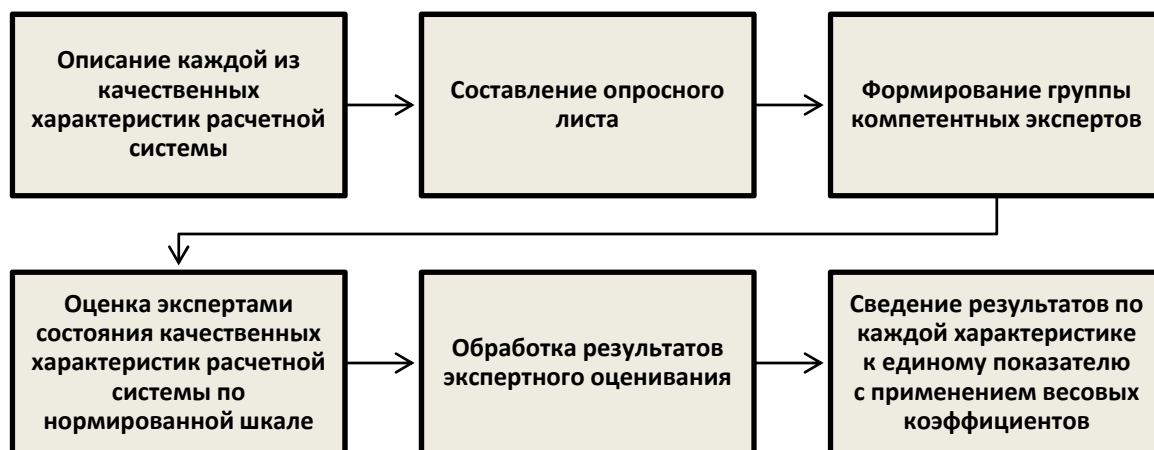 Описание каждой из
качественных
характеристик расчетной
системы
Составление опросного
листа
Формирование группы
компетентных экспертов
Оценка экспертами
состояния качественных
характеристик расчетной
системы по
нормированной шкале
Обработка результатов
экспертного оценивания
Сведение результатов по
каждой характеристике
к единому показателю
с применением весовых
коэффициентов